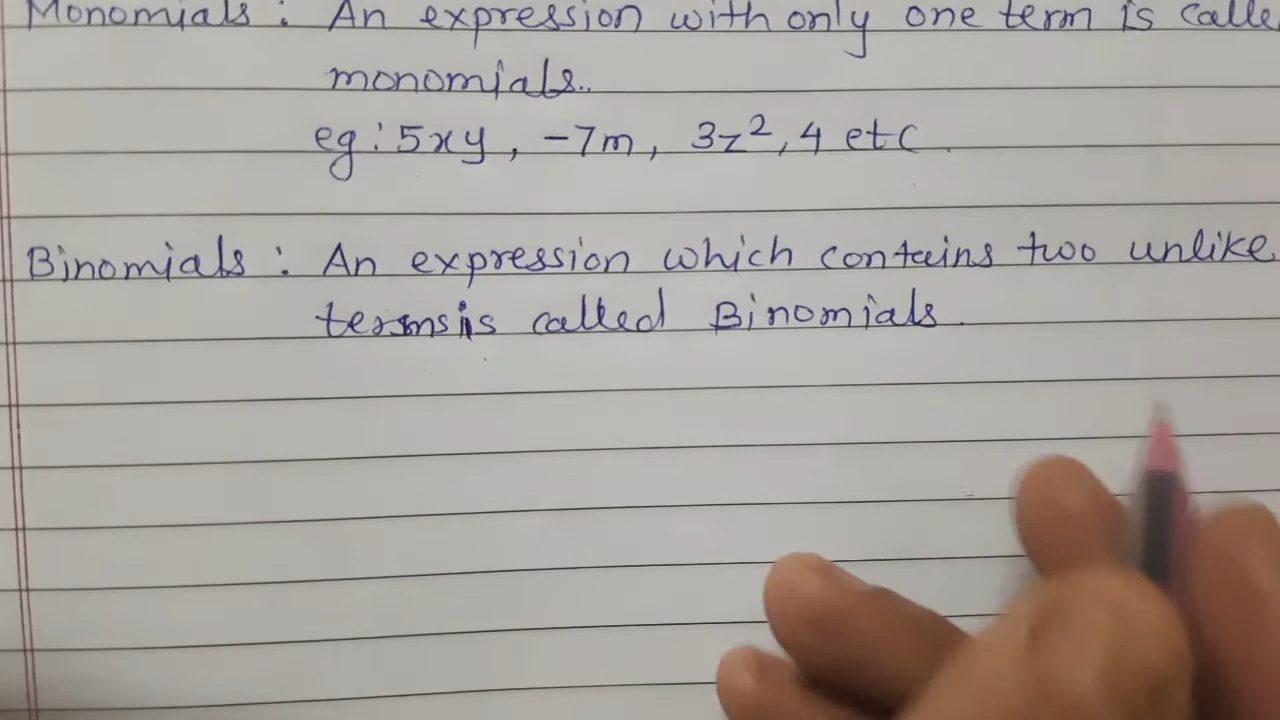 Monomials : An expression with only one term is calle
monomials..
eg : 5xy , -7m , 3z², 4 etc .
Binomials : An expression which contains two unlike
terms is called Binomials .